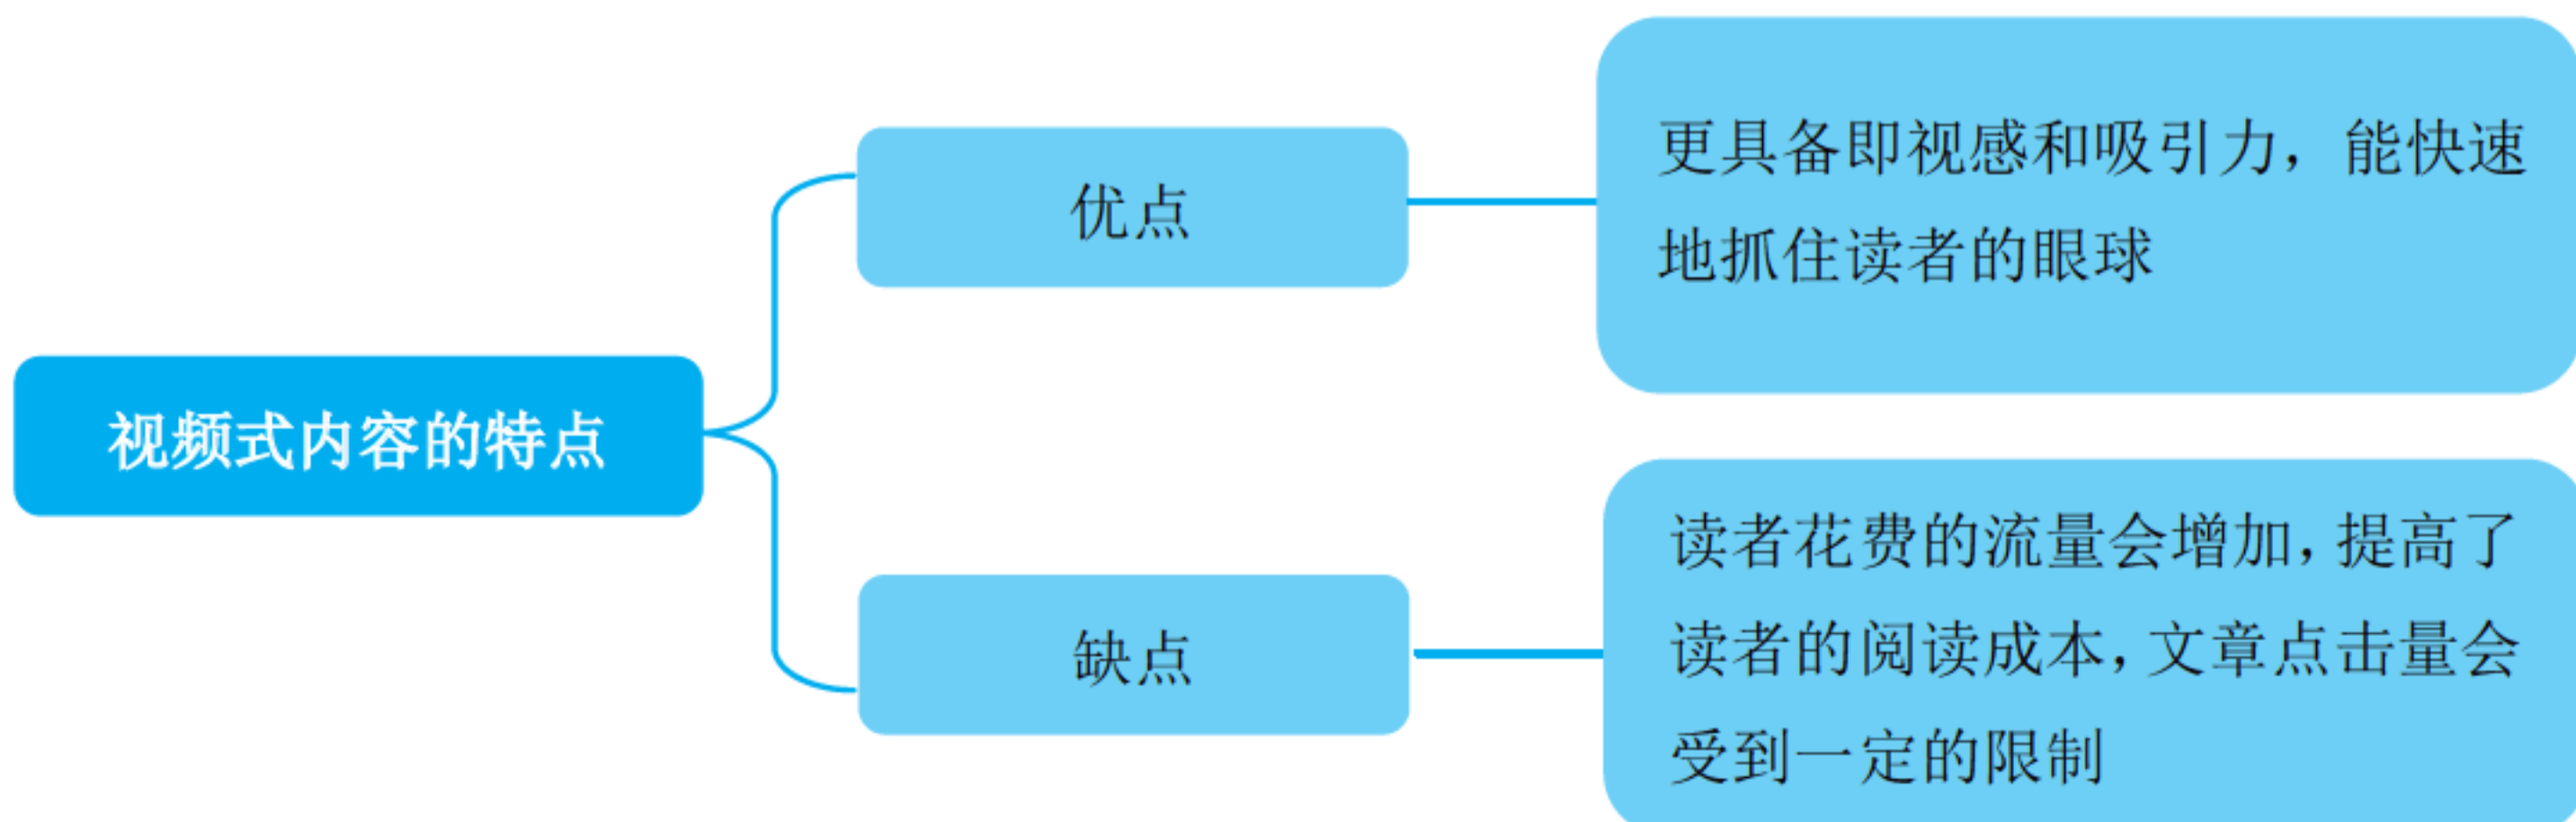 视频式内容的特点
优点
更具备即视感和吸引力，能快速
地抓住读者的眼球
缺点
读者花费的流量会增加，提高了
读者的阅读成本，文章点击量会
受到一定的限制